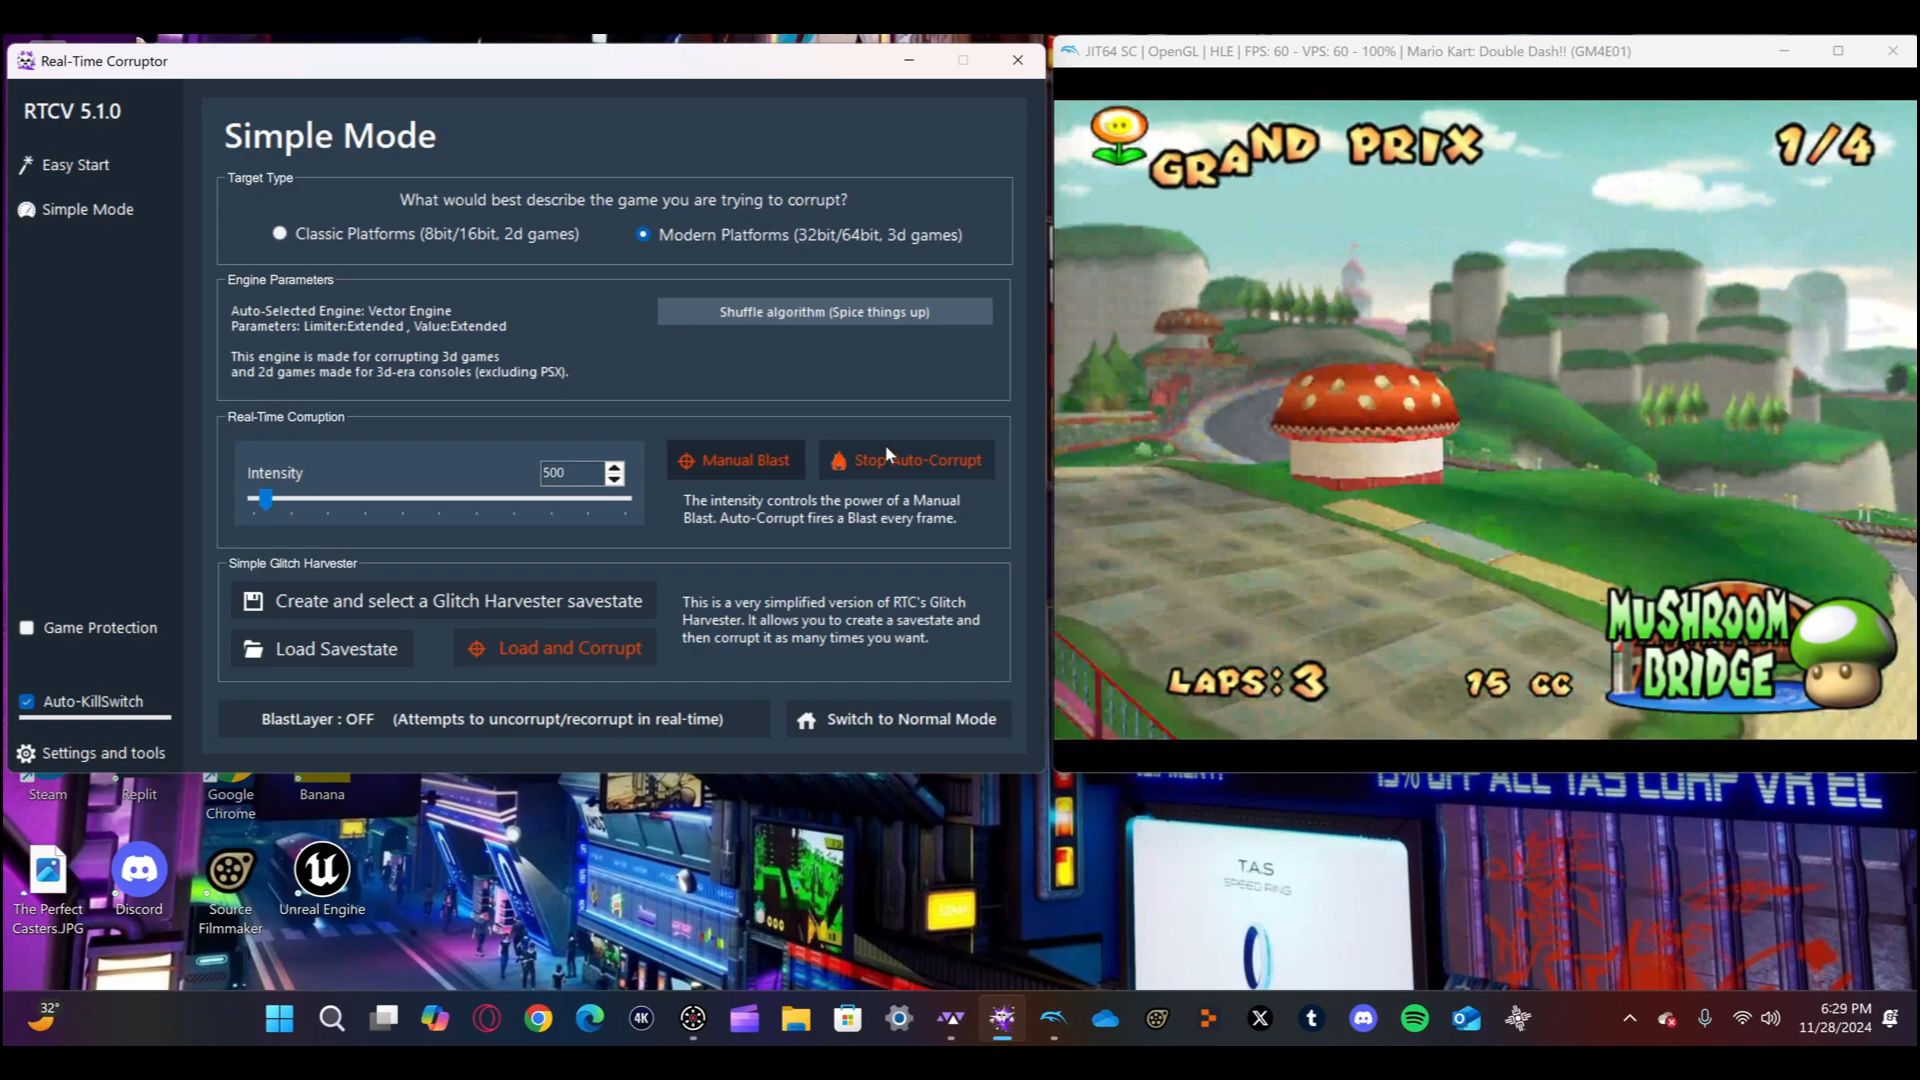 Real-Time Corruptor
RTCV 5.1.0
Easy Start
Simple Mode
Game Protection
Auto-KillSwitch
Settings and tools
Simple Mode
Target Type
What would best describe the game you are trying to corrupt?
Classic Platforms (8bit/16bit, 2d games)
Modern Platforms (32bit/64bit, 3d games)
Engine Parameters
Auto-Selected Engine: Vector Engine
Parameters: Limiter:Extended , Value:Extended
Shuffle algorithm (Spice things up)
This engine is made for corrupting 3d games
and 2d games made for 3d-era consoles (excluding PSX).
Real-Time Corruption
Intensity
500
Manual Blast
Stop Auto-Corrupt
The intensity controls the power of a Manual
Blast. Auto-Corrupt fires a Blast every frame.
Simple Glitch Harvester
Create and select a Glitch Harvester savestate
Load Savestate
Load and Corrupt
This is a very simplified version of RTC's Glitch
Harvester. It allows you to create a savestate and
then corrupt it as many times you want.
BlastLayer : OFF (Attempts to uncorrupt/recorrupt in real-time)
Switch to Normal Mode
JIT64 SC | OpenGL | HLE | FPS: 60 - VPS: 60 - 100% | Mario Kart: Double Dash!! (GM4E01)
GRAND PRIX
1/4
MUSHROOM
BRIDGE
LAPS:3
75 CC
Steam
Replit
Google
Chrome
Banana
The Perfect
Casters.JPG
Discord
Source
Filmmaker
Unreal Engine
15% OFF ALL TAS CORP VR EL
T.A.S
SPEED RING
32°
4K
6:29 PM
11/28/2024